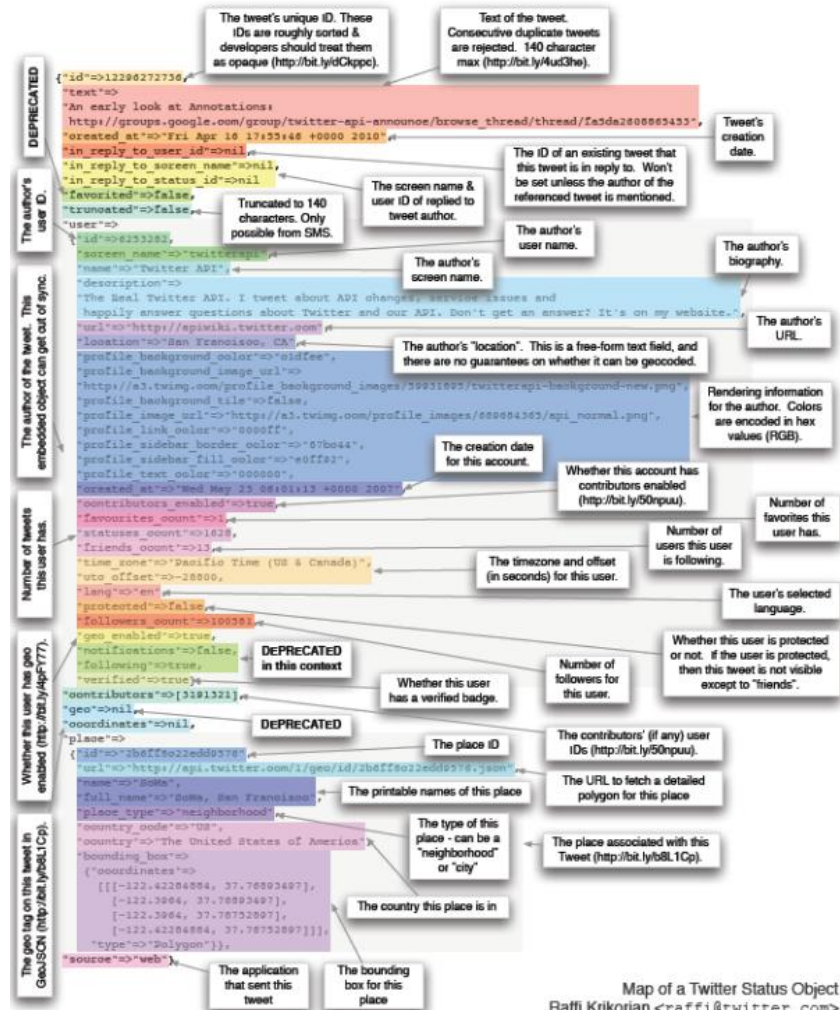 The tweet's unique ID. These
IDs are roughly sorted &
developers should treat them
as opaque (http://bit.ly/dCkppc).
Text of the tweet.
Consecutive duplicate tweets
are rejected. 140 character
max (http://bit.ly/4ud3he).
DEPRECATED
{"id"=>12296272736,
"text"=>
"An early look at Annotations:
http://groups.google.com/group/twitter-api-announce/browse_thread/thread/fa5da2608865453",
"created_at"=>"Fri Apr 16 17:55:46 +0000 2010",
Tweet's
creation
date.
"in_reply_to_user_id"=>nil,
"in_reply_to_screen_name"=>nil,
"in_reply_to_status_id"=>nil
The ID of an existing tweet that
this tweet is in reply to. Won't
be set unless the author of the
referenced tweet is mentioned.
The screen name &
user ID of replied to
tweet author.
"favorited"=>false,
"truncated"=>false,
Truncated to 140
characters. Only
possible from SMS.
The author's
user ID.
"user"=>
{"id"=>6253282,
"screen_name"=>"twitterapi",
The author's
user name.
"name"=>"Twitter API",
The author's
screen name.
The author's
biography.
"description"=>
"The Real Twitter API. I tweet about API changes, service issues and
happily answer questions about Twitter and our API. Don't get an answer? It's on my website.",
"url"=>"http://apiwiki.twitter.com",
The author's
URL.
"location"=>"San Francisco, CA",
The author's "location". This is a free-form text field, and
there are no guarantees on whether it can be geocoded.
The author of the tweet. This
embedded object can get out of sync.
"profile_background_color"=>"c1dfee",
"profile_background_image_url"=>
"http://a3.twimg.com/profile_background_images/59931895/twitterapi-background-new.png",
"profile_background_tile"=>false,
"profile_image_url"=>"http://a3.twimg.com/profile_images/689684365/api_normal.png",
"profile_link_color"=>"0000ff",
"profile_sidebar_border_color"=>"87bc44",
"profile_sidebar_fill_color"=>"e0ff92",
"profile_text_color"=>"000000",
Rendering information
for the author. Colors
are encoded in hex
values (RGB).
"created_at"=>"Wed May 23 06:01:13 +0000 2007",
The creation date
for this account.
"contributors_enabled"=>true,
Whether this account has
contributors enabled
(http://bit.ly/50npuu).
"favourites_count"=>1,
Number of
favorites this
user has.
"statuses_count"=>1628,
Number of tweets
this user has.
"friends_count"=>13,
Number of
users this user
is following.
"time_zone"=>"Pacific Time (US & Canada)",
"utc_offset"=>-28800,
The timezone and offset
(in seconds) for this user.
"lang"=>"en",
The user's selected
language.
"protected"=>false,
Whether this user is protected
or not. If the user is protected,
then this tweet is not visible
except to "friends".
"followers_count"=>100581,
Number of
followers for
this user.
"geo_enabled"=>true,
Whether this user has geo
enabled (http://bit.ly/4pFY77).
"notifications"=>false,
"following"=>true,
DEPRECATED
in this context
"verified"=>true},
Whether this user
has a verified badge.
"contributors"=>[3191321],
The contributors' (if any) user
IDs (http://bit.ly/50npuu).
"geo"=>nil,
DEPRECATED
"coordinates"=>nil,
The geo tag on this tweet in
GeoJSON (http://bit.ly/b8L1Cp).
"place"=>
{"id"=>"2b6ff8c22edd9576",
The place ID
"url"=>"http://api.twitter.com/1/geo/id/2b6ff8c22edd9576.json",
The URL to fetch a detailed
polygon for this place
"name"=>"SoMa",
"full_name"=>"SoMa, San Francisco",
The printable names of this place
"place_type"=>"neighborhood",
The type of this
place - can be a
"neighborhood"
or "city"
The place associated with this
Tweet (http://bit.ly/b8L1Cp).
"country_code"=>"US",
"country"=>"The United States of America",
The country this place is in
"bounding_box"=>
{"coordinates"=>
[[[-122.42284884, 37.76893497],
[-122.3964, 37.76893497],
[-122.3964, 37.78752897],
[-122.42284884, 37.78752897]]],
"type"=>"Polygon"}},
The bounding
box for this
place
"source"=>"web"}
The application
that sent this
tweet
Map of a Twitter Status Object
Raffi Krikorian <raffi@twitter.com>